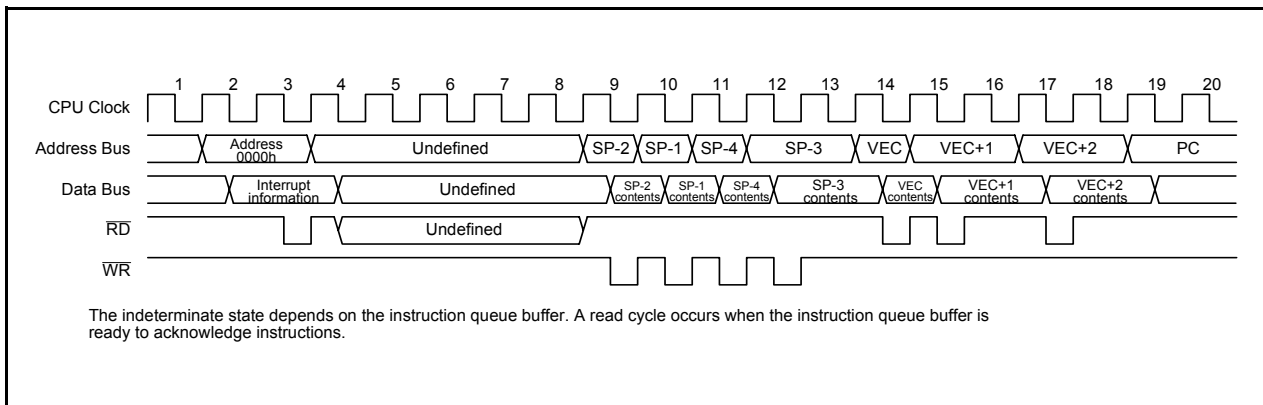 1 2 3 4 5 6 7 8 9 10 11 12 13 14 15 16 17 18 19 20
CPU Clock
Address Bus
Address
0000h
Undefined
SP-2
SP-1
SP-4
SP-3
VEC
VEC+1
VEC+2
PC
Data Bus
Interrupt
information
Undefined
SP-2
contents
SP-1
contents
SP-4
contents
SP-3
contents
VEC
contents
VEC+1
contents
VEC+2
contents
RD
Undefined
WR
The indeterminate state depends on the instruction queue buffer. A read cycle occurs when the instruction queue buffer is
ready to acknowledge instructions.